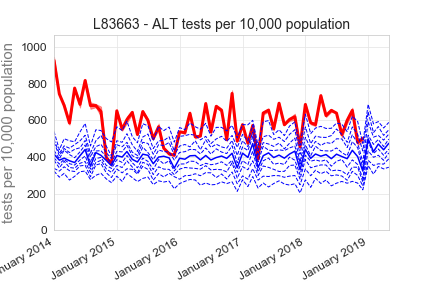 L83663 - ALT tests per 10,000 population
tests per 10,000 population
1000
800
600
400
200
0
January 2015
January 2016
January 2017
January 2018
January 2019
nuary 2014